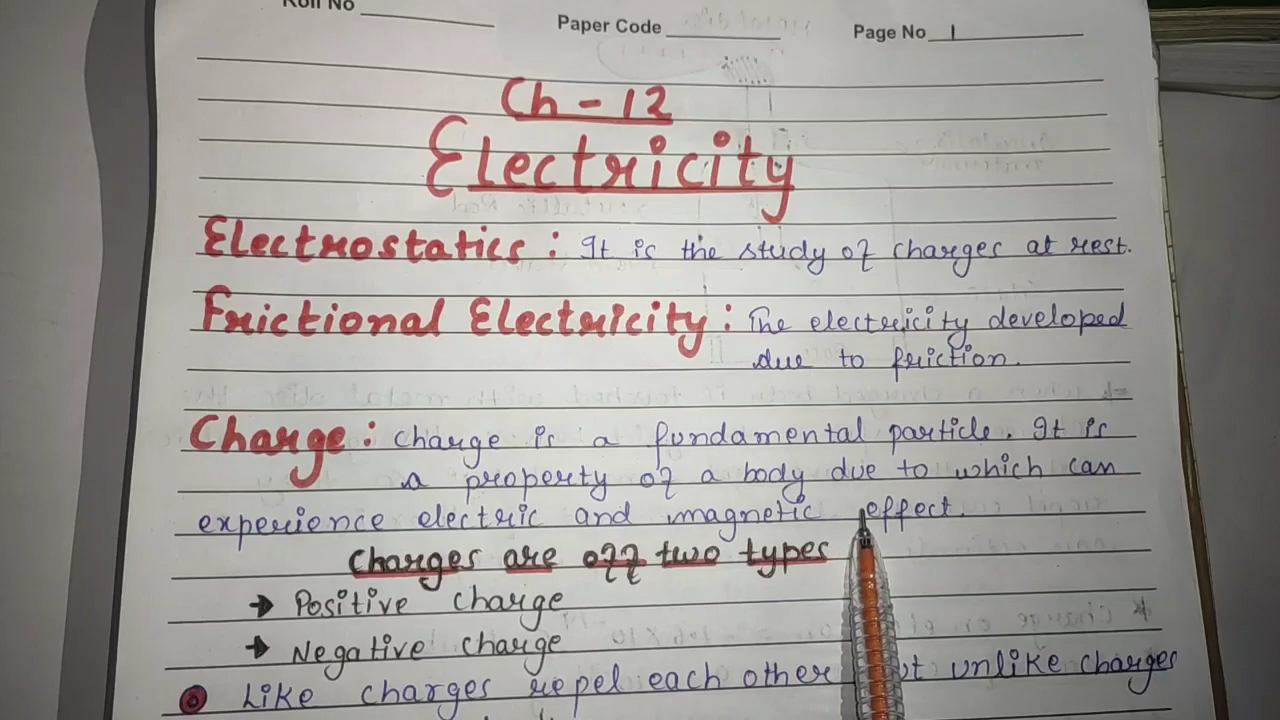 Roll No
Paper Code
Page No 1
Ch - 12
Electricity
Electrostatics : It is the study of charges at rest.
Frictional Electricity : The electricity developed
due to friction.
Charge : Charge is a fundamental particle. It is
a property of a body due to which can
experience electric and magnetic effect.
Charges are off two types
→ Positive charge
→ Negative charge
Like charges repel each other unlike charges